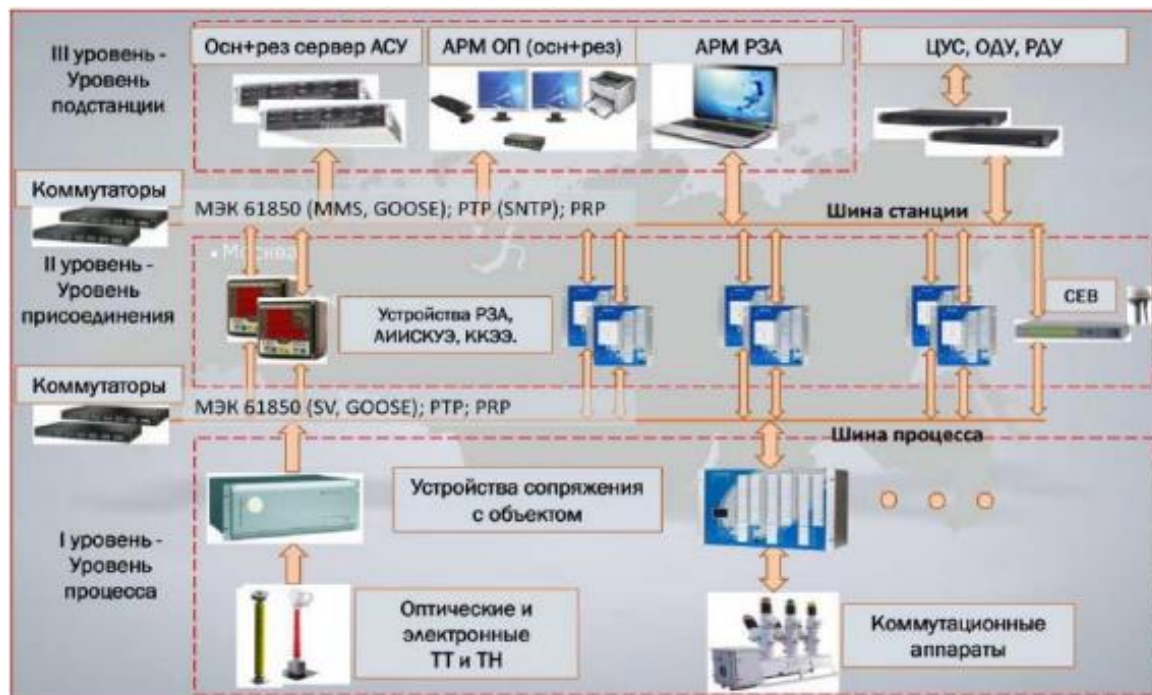 III уровень -
Уровень
подстанции
Осн+рез сервер АСУ
АРМ ОП (осн+рез)
АРМ РЗА
ЦУС, ОДУ, РДУ
Коммутаторы
МЭК 61850 (MMS, GOOSE); PTP (SNTP); PRP
Шина станции
Москва
II уровень -
Уровень
присоединения
Устройства РЗА,
АИИСКУЭ, ККЭЭ.
СЕВ
Коммутаторы
МЭК 61850 (SV, GOOSE); PTP; PRP
Шина процесса
I уровень -
Уровень
процесса
Устройства сопряжения
с объектом
Оптические и
электронные
ТТ и ТН
Коммутационные
аппараты